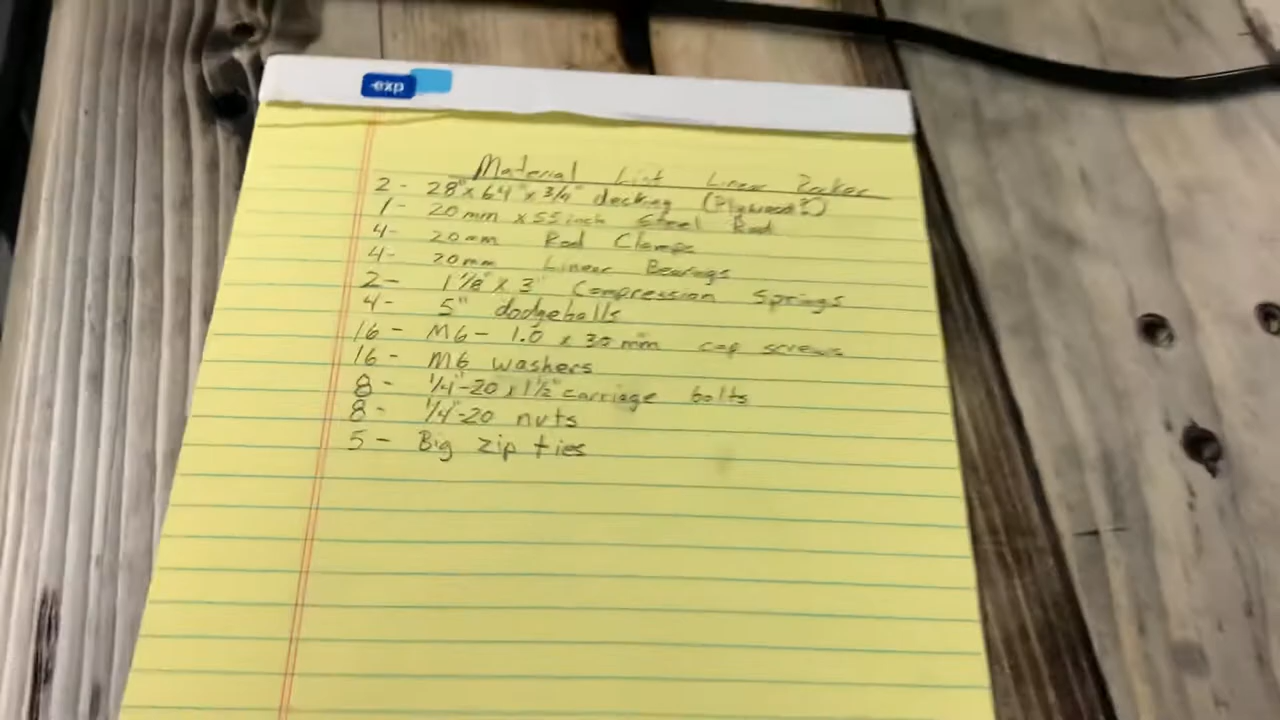 exp
Material List Linear Rocker
2- 28"x64"x3/4" decking (Plywood?)
1- 20mm x 55inch Steel Rod
4- 20mm Rod Clamps
4- 20mm Linear Bearings
2- 1 1/8" x 3" Compression Springs
4- 5" dodgeballs
16- M6- 1.0 x 30mm cap screws
16- M6 washers
8- 1/4"-20 x 1 1/2" carriage bolts
8- 1/4"-20 nuts
5- Big zip ties